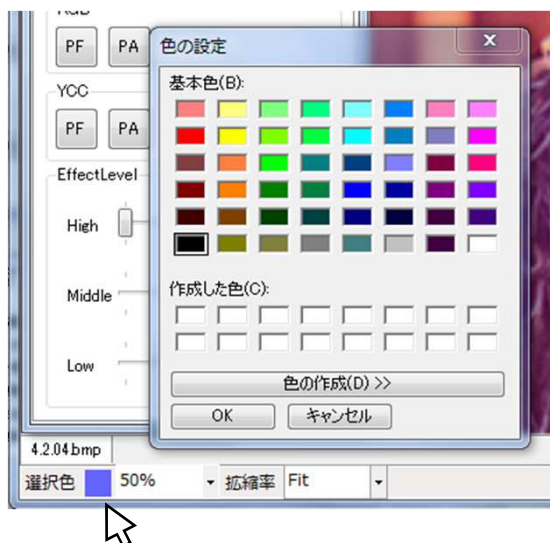 PF PA
YCC
PF PA
EffectLevel
High
Middle
Low
色の設定
x
基本色(B):
作成した色(C):
色の作成(D) >>
OK キャンセル
4.2.04.bmp
選択色 50% 拡縮率 Fit